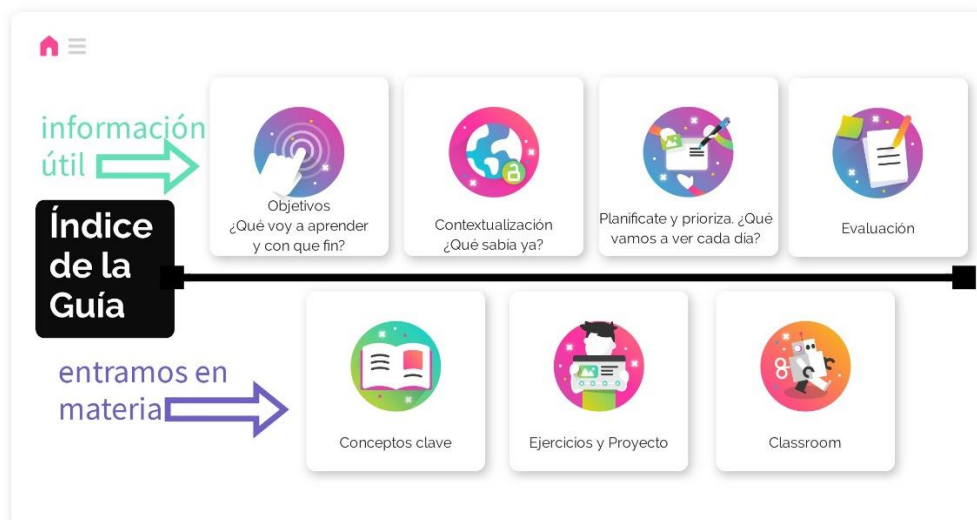 información
útil
Objetivos
¿Qué voy a aprender
y con que fin?
Contextualización
¿Qué sabía ya?
Planificate y prioriza. ¿Qué
vamos a ver cada día?
Evaluación
Índice
de la
Guía
entramos en
materia
Conceptos clave
Ejercicios y Proyecto
Classroom